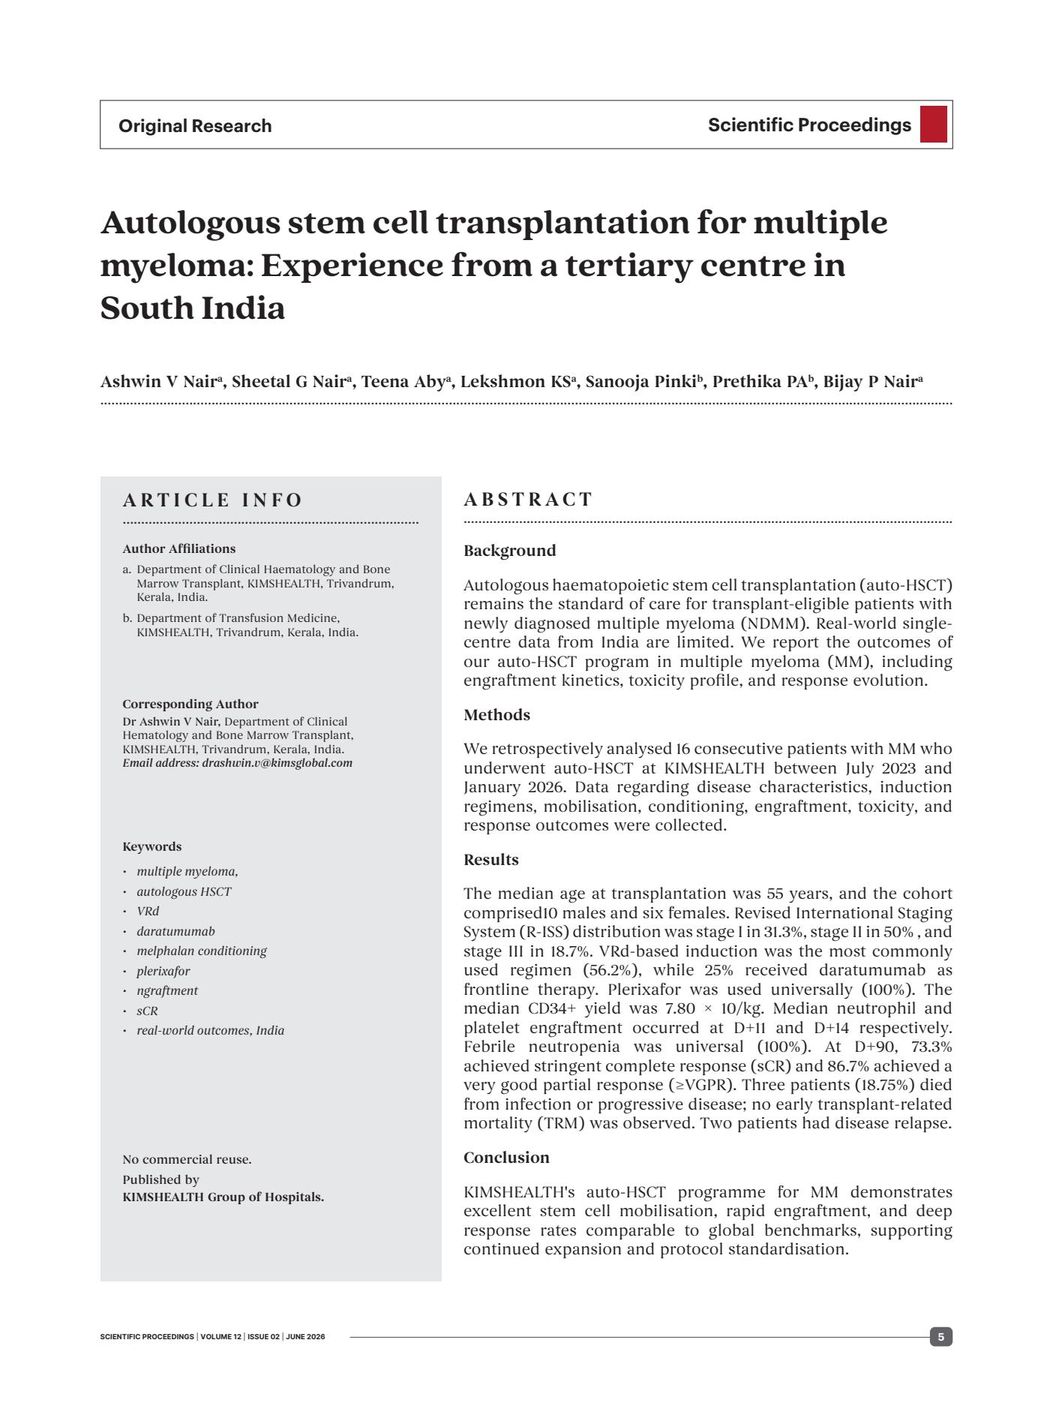 Original Research
Scientific Proceedings
Autologous stem cell transplantation for multiple
myeloma: Experience from a tertiary centre in
South India
Ashwin V Nairᵃ, Sheetal G Nairᵃ, Teena Abyᵃ, Lekshmon KSᵃ, Sanooja Pinkiᵇ, Prethika PAᵇ, Bijay P Nairᵃ
ARTICLE INFO
Author Affiliations
a. Department of Clinical Haematology and Bone
Marrow Transplant, KIMSHEALTH, Trivandrum,
Kerala, India.
b. Department of Transfusion Medicine,
KIMSHEALTH, Trivandrum, Kerala, India.
Corresponding Author
Dr Ashwin V Nair, Department of Clinical
Hematology and Bone Marrow Transplant,
KIMSHEALTH, Trivandrum, Kerala, India.
Email address: drashwin.v@kimsglobal.com
Keywords
• multiple myeloma,
• autologous HSCT
• VRd
• daratumumab
• melphalan conditioning
• plerixafor
• ngraftment
• sCR
• real-world outcomes, India
No commercial reuse.
Published by
KIMSHEALTH Group of Hospitals.
ABSTRACT
Background
Autologous haematopoietic stem cell transplantation (auto-HSCT)
remains the standard of care for transplant-eligible patients with
newly diagnosed multiple myeloma (NDMM). Real-world single-
centre data from India are limited. We report the outcomes of
our auto-HSCT program in multiple myeloma (MM), including
engraftment kinetics, toxicity profile, and response evolution.
Methods
We retrospectively analysed 16 consecutive patients with MM who
underwent auto-HSCT at KIMSHEALTH between July 2023 and
January 2026. Data regarding disease characteristics, induction
regimens, mobilisation, conditioning, engraftment, toxicity, and
response outcomes were collected.
Results
The median age at transplantation was 55 years, and the cohort
comprised10 males and six females. Revised International Staging
System (R-ISS) distribution was stage I in 31.3%, stage II in 50% , and
stage III in 18.7%. VRd-based induction was the most commonly
used regimen (56.2%), while 25% received daratumumab as
frontline therapy. Plerixafor was used universally (100%). The
median CD34+ yield was 7.80 × 10/kg. Median neutrophil and
platelet engraftment occurred at D+11 and D+14 respectively.
Febrile neutropenia was universal (100%). At D+90, 73.3%
achieved stringent complete response (sCR) and 86.7% achieved a
very good partial response (≥VGPR). Three patients (18.75%) died
from infection or progressive disease; no early transplant-related
mortality (TRM) was observed. Two patients had disease relapse.
Conclusion
KIMSHEALTH's auto-HSCT programme for MM demonstrates
excellent stem cell mobilisation, rapid engraftment, and deep
response rates comparable to global benchmarks, supporting
continued expansion and protocol standardisation.
SCIENTIFIC PROCEEDINGS | VOLUME 12 | ISSUE 02 | JUNE 2026
5